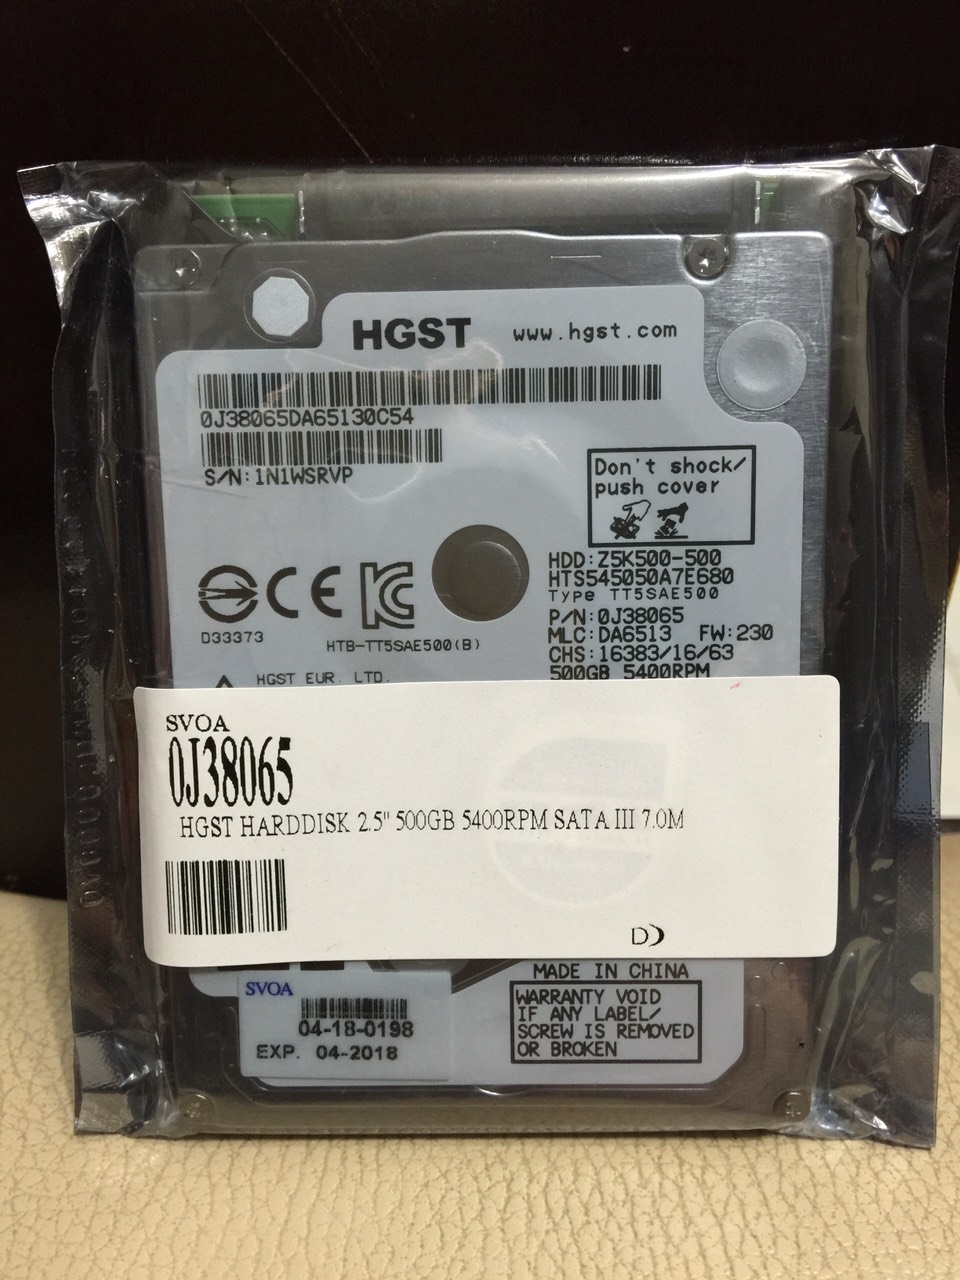 HGST www.hgst.com
0J38065DA65130C54
S/N:1N1WSRVP
Don't shock/
push cover
HDD:Z5K500-500
HTS545050A7E680
Type TT5SAE500
P/N:0J38065
MLC:DA6513 FW:230
CHS:16383/16/63
500GB 5400RPM
CE
D33373
HTB-TT5SAE500(B)
HGST EUR. LTD.
SVOA
0J38065
HGST HARDDISK 2.5" 500GB 5400RPM SATA III 7.0M
MADE IN CHINA
WARRANTY VOID
IF ANY LABEL/
SCREW IS REMOVED
OR BROKEN
SVOA
04-18-0198
EXP. 04-2018